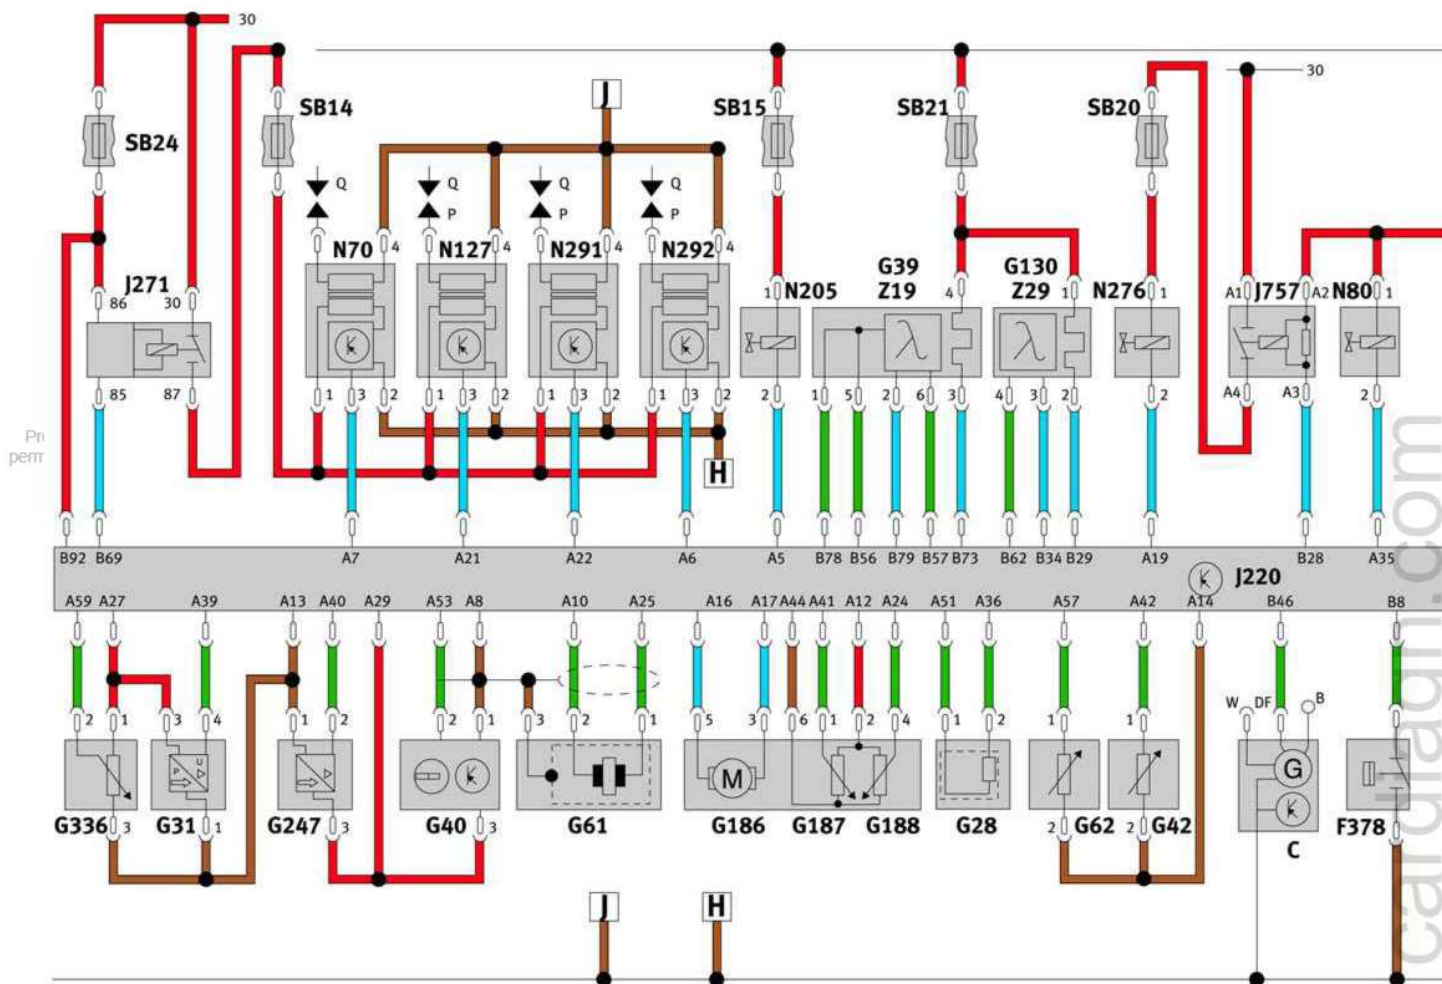 30
30
SB24
SB14
J
SB15
SB21
SB20
Q Q Q Q
P P P P
N70 4 N127 4 N291 4 N292 4
J271
86 30
1 N205
G39
Z19 4
G130
Z29 1
N276 1
A1 J757 A2 N80 1
85 87
1 3 2 1 3 2 1 3 2 1 3 2
2
1 5 2 6 3
4 3 2
2
A4 A3 2
Pr
perm
H
B92 B69 A7 A21 A22 A6 A5 B78 B56 B79 B57 B73 B62 B34 B29 A19 B28 A35
J220
A59 A27 A39 A13 A40 A29 A53 A8 A10 A25 A16 A17 A44 A41 A12 A24 A51 A36 A57 A42 A14 B46 B8
W DF B
2 1 3 4 1 2 2 1 3 2 1 5 3 6 1 2 4 1 2 1 1
P U
M
G
G336 3 G31 1 G247 3 G40 3 G61 G186 G187 G188 G28 2 G62 2 G42 C F378
J H
cardiagn.com